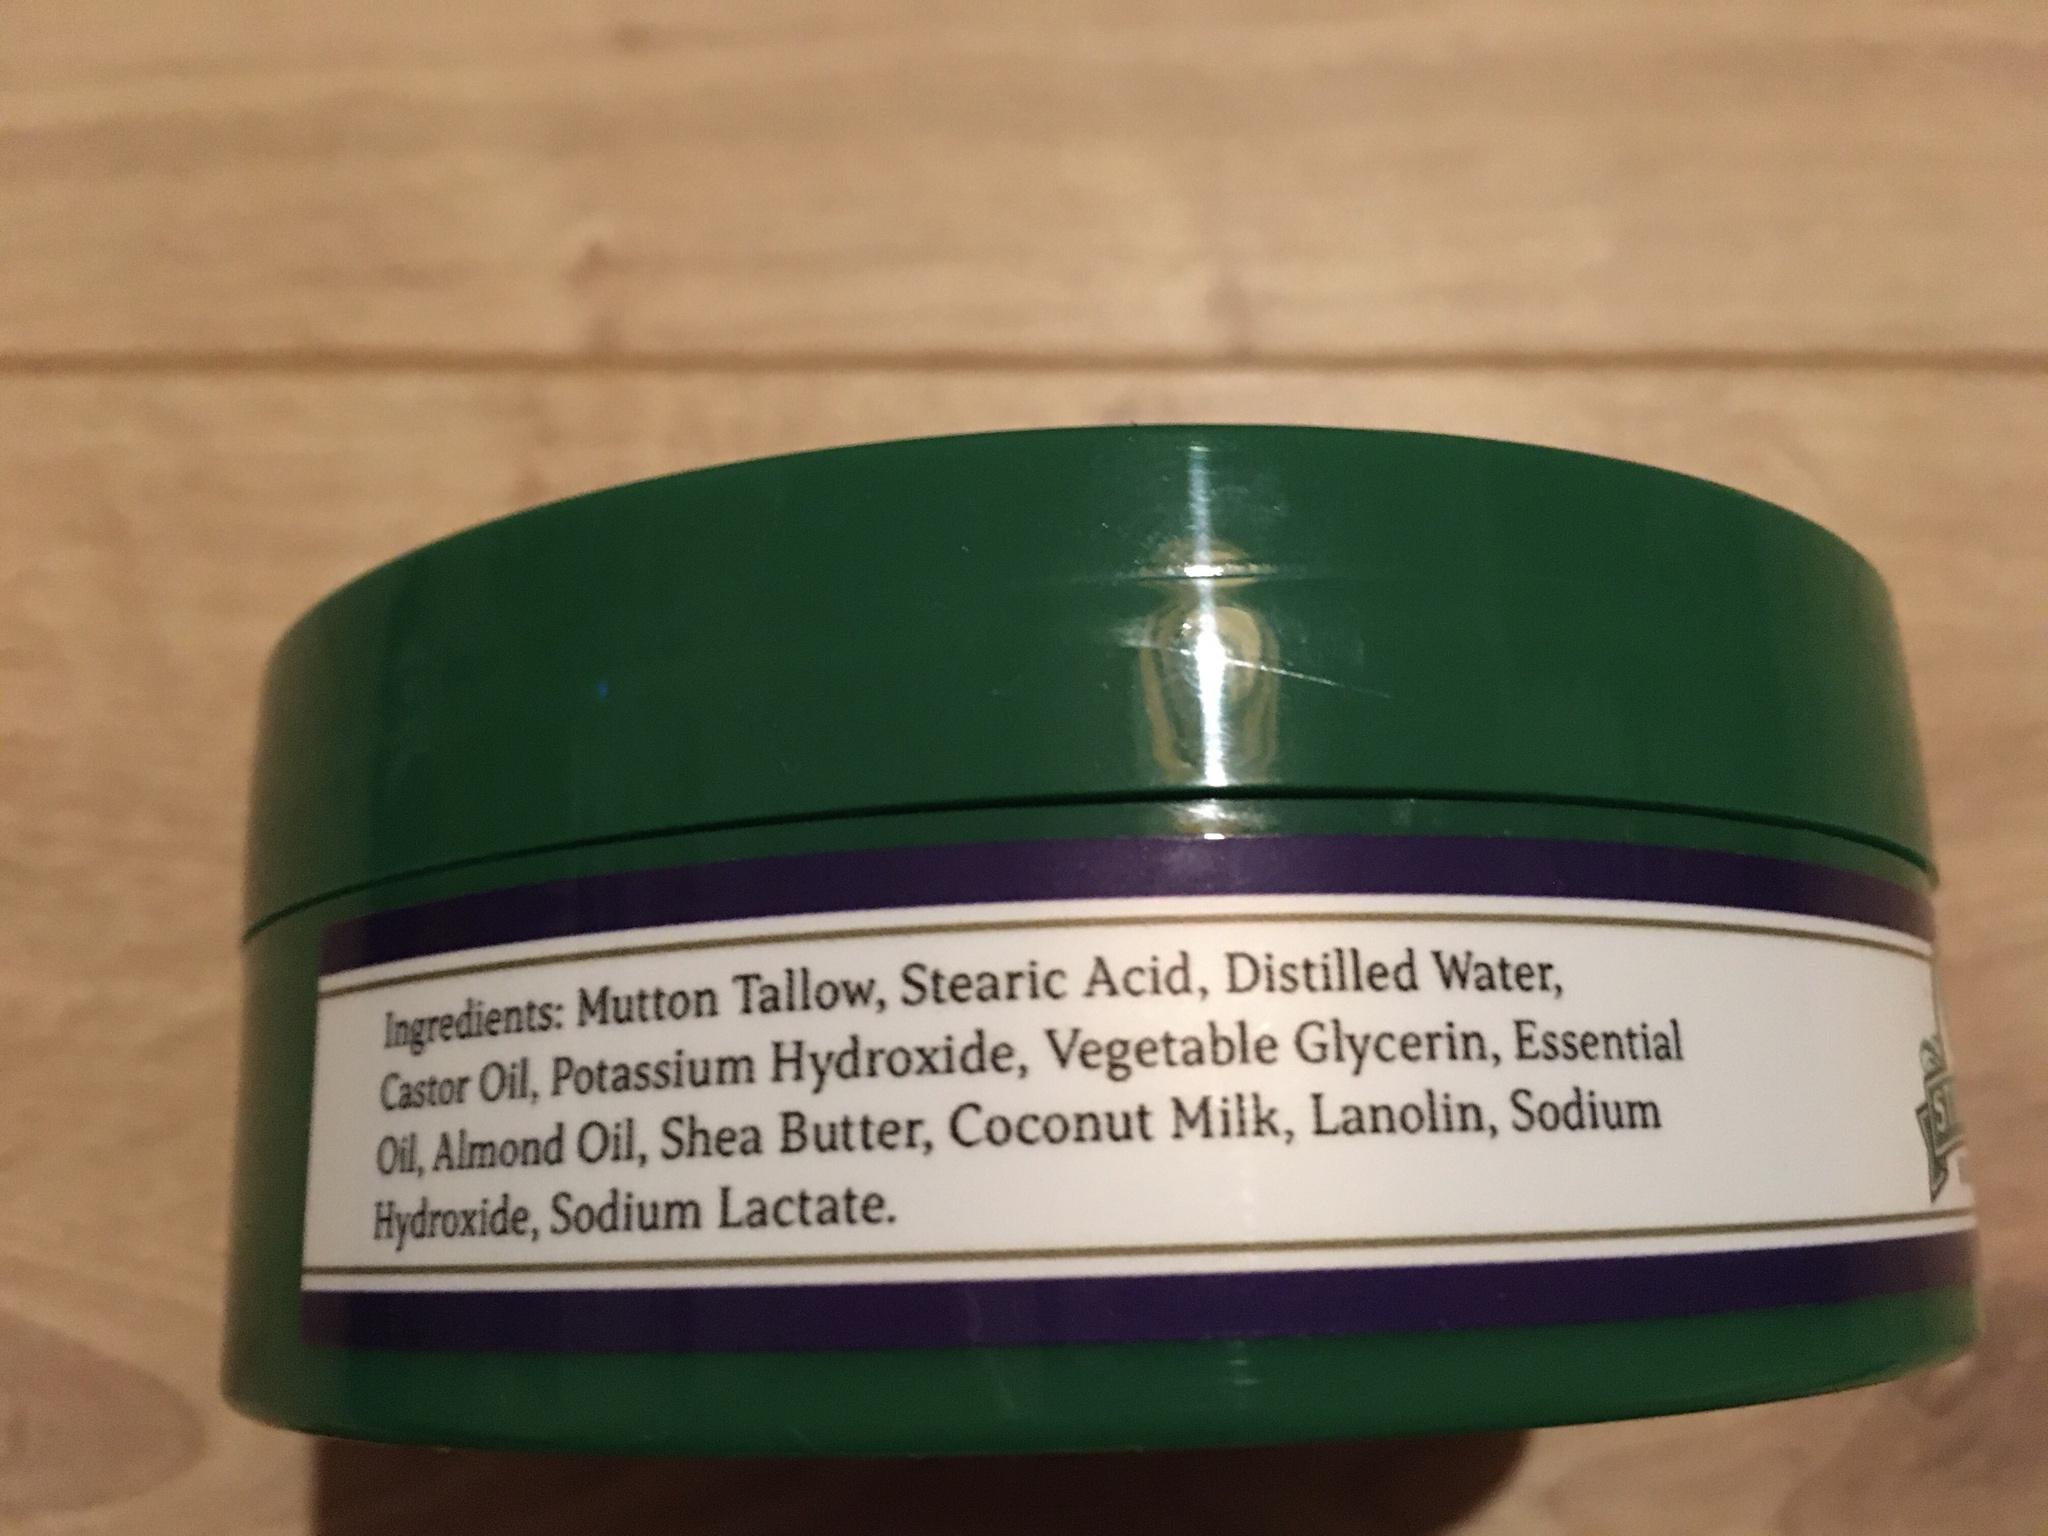 Ingredients: Mutton Tallow, Stearic Acid, Distilled Water,
Castor Oil, Potassium Hydroxide, Vegetable Glycerin, Essential
Oil, Almond Oil, Shea Butter, Coconut Milk, Lanolin, Sodium
Hydroxide, Sodium Lactate.